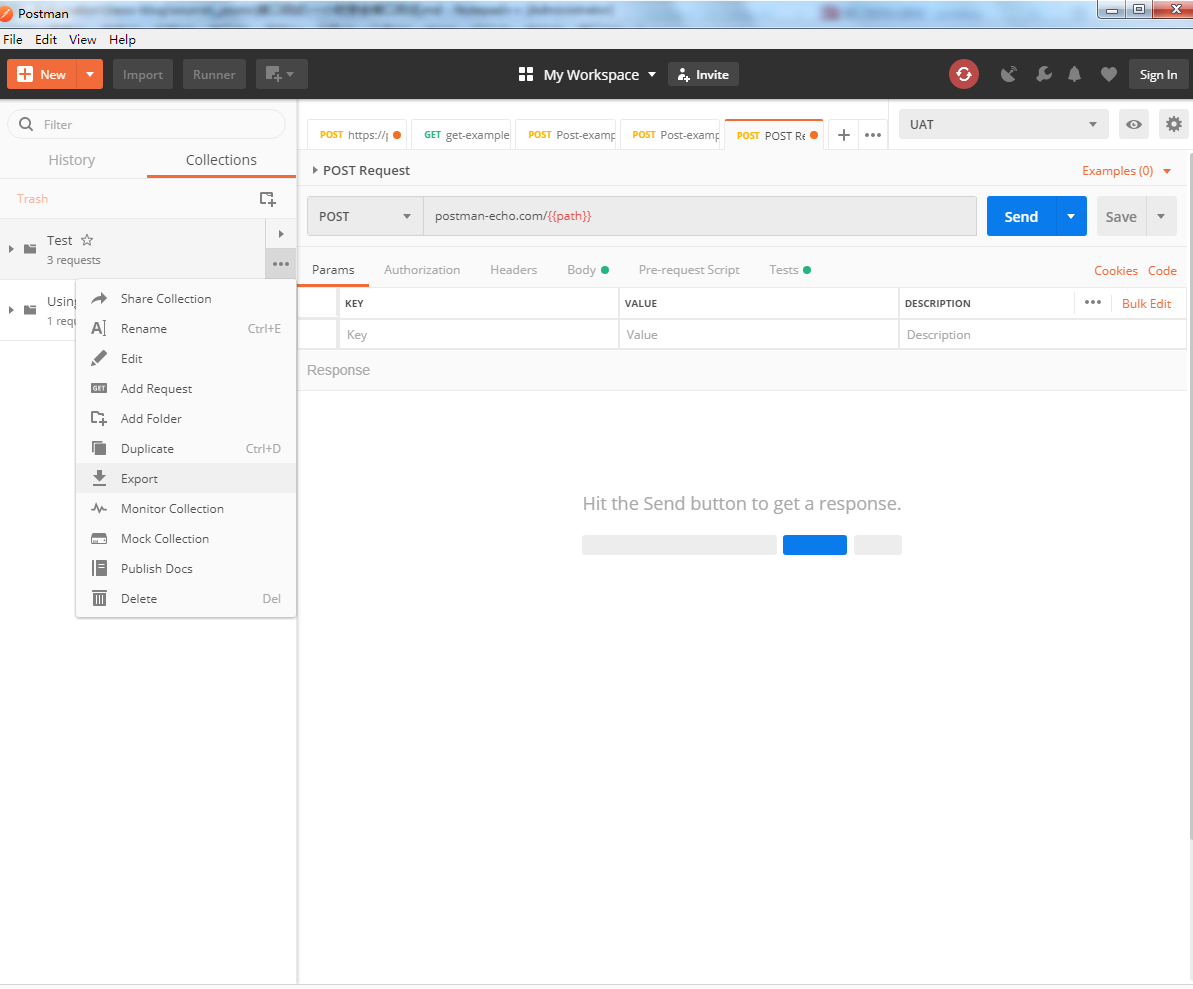 Postman
File Edit View Help
New Import Runner My Workspace Invite Sign In
Filter
History Collections
Trash
Test
3 requests
Using
1 requ
Share Collection
Rename Ctrl+E
Edit
GET Add Request
Add Folder
Duplicate Ctrl+D
Export
Monitor Collection
Mock Collection
Publish Docs
Delete Del
POST https://p GET get-example POST Post-examp POST Post-examp POST POST Re UAT
POST Request Examples (0)
POST postman-echo.com/{{path}} Send Save
Params Authorization Headers Body Pre-request Script Tests Cookies Code
KEY VALUE DESCRIPTION Bulk Edit
Key Value Description
Response
Hit the Send button to get a response.